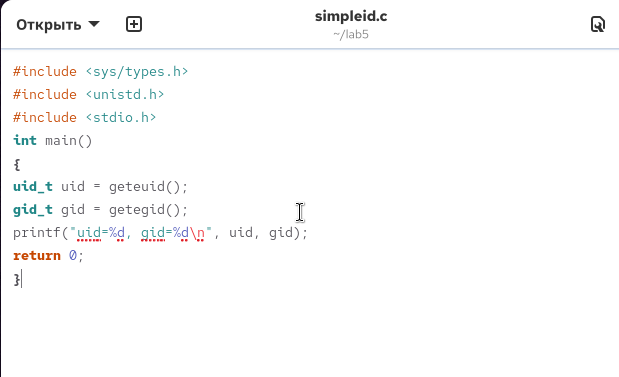 Открыть
simpleid.c
~/lab5
#include <sys/types.h>
#include <unistd.h>
#include <stdio.h>
int main()
{
uid_t uid = geteuid();
gid_t gid = getegid();
printf("uid=%d, gid=%d\n", uid, gid);
return 0;
}